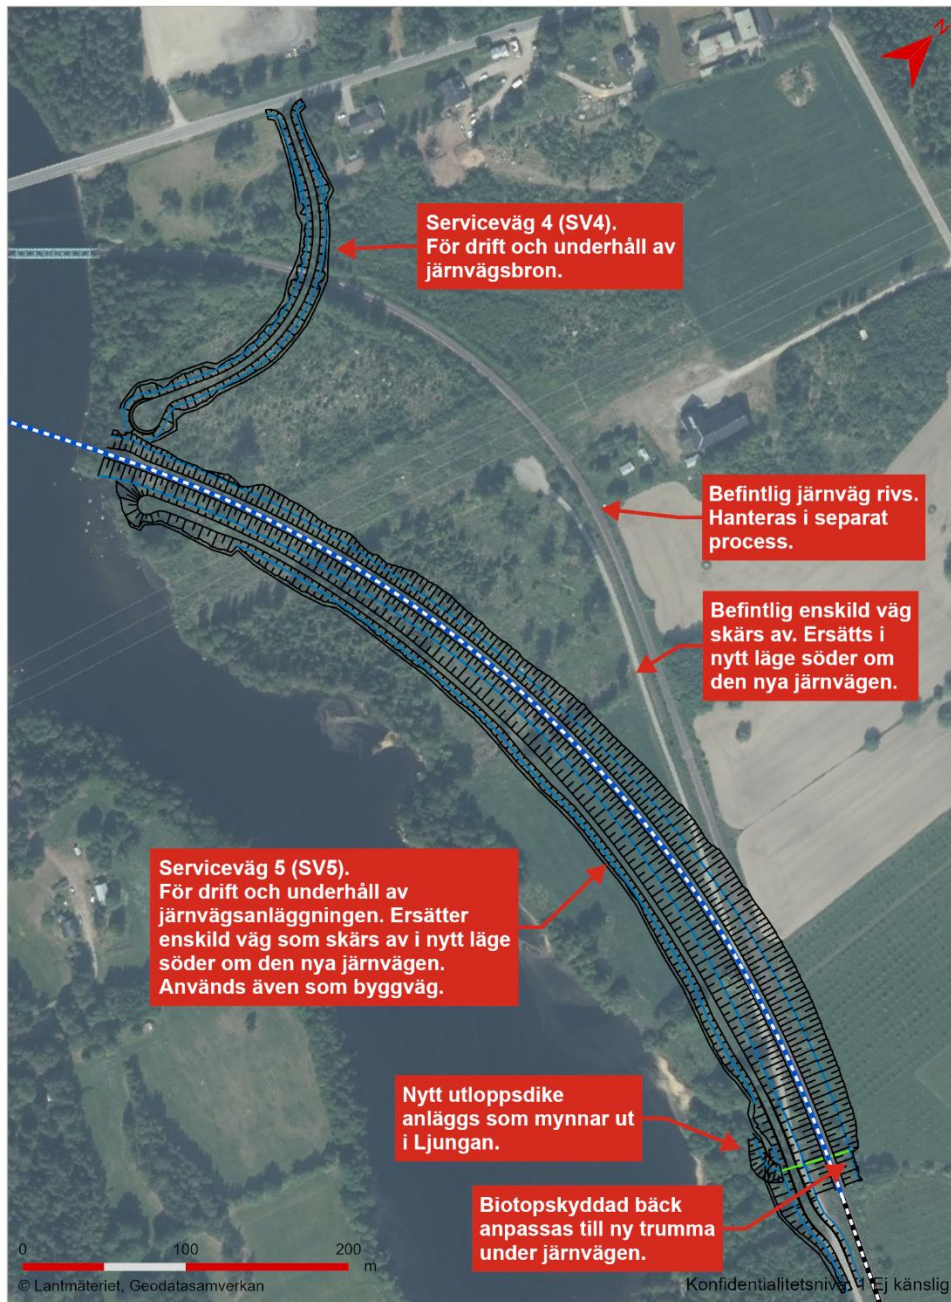 N
Serviceväg 4 (SV4).
För drift och underhåll av
järnvägsbron.
Befintlig järnväg rivs.
Hanteras i separat
process.
Befintlig enskild väg
skärs av. Ersätts i
nytt läge söder om
den nya järnvägen.
Serviceväg 5 (SV5).
För drift och underhåll av
järnvägsanläggningen. Ersätter
enskild väg som skärs av i nytt läge
söder om den nya järnvägen.
Används även som byggväg.
Nytt utloppsdike
anläggs som mynnar ut
i Ljungan.
Biotopskyddad bäck
anpassas till ny trumma
under järnvägen.
0 100 200
m
© Lantmäteriet, Geodatasamverkan
Konfidentialitetsnivå: 1 Ej känslig